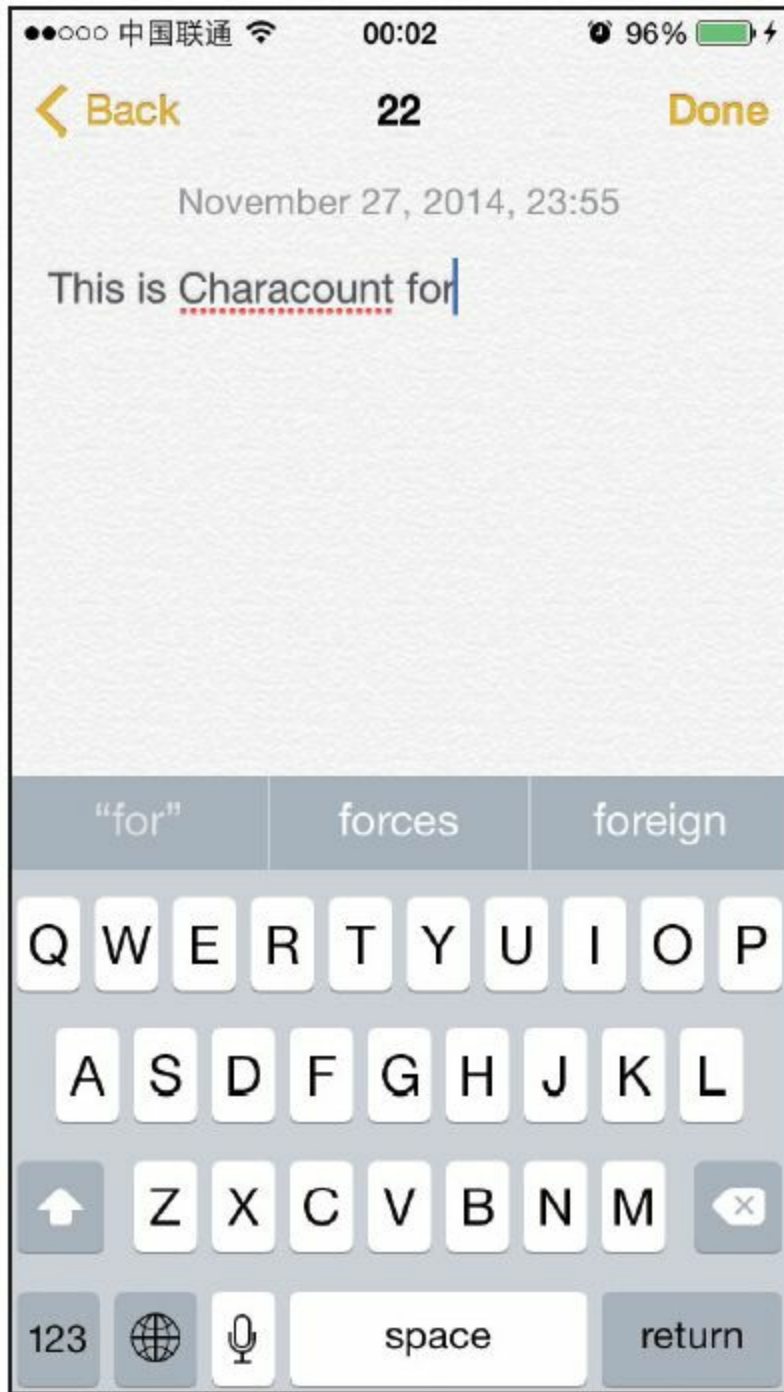 中国联通 00:02 96%
Back 22 Done
November 27, 2014, 23:55
This is Characount for
“for” forces foreign
Q W E R T Y U I O P
A S D F G H J K L
Z X C V B N M
123 space return